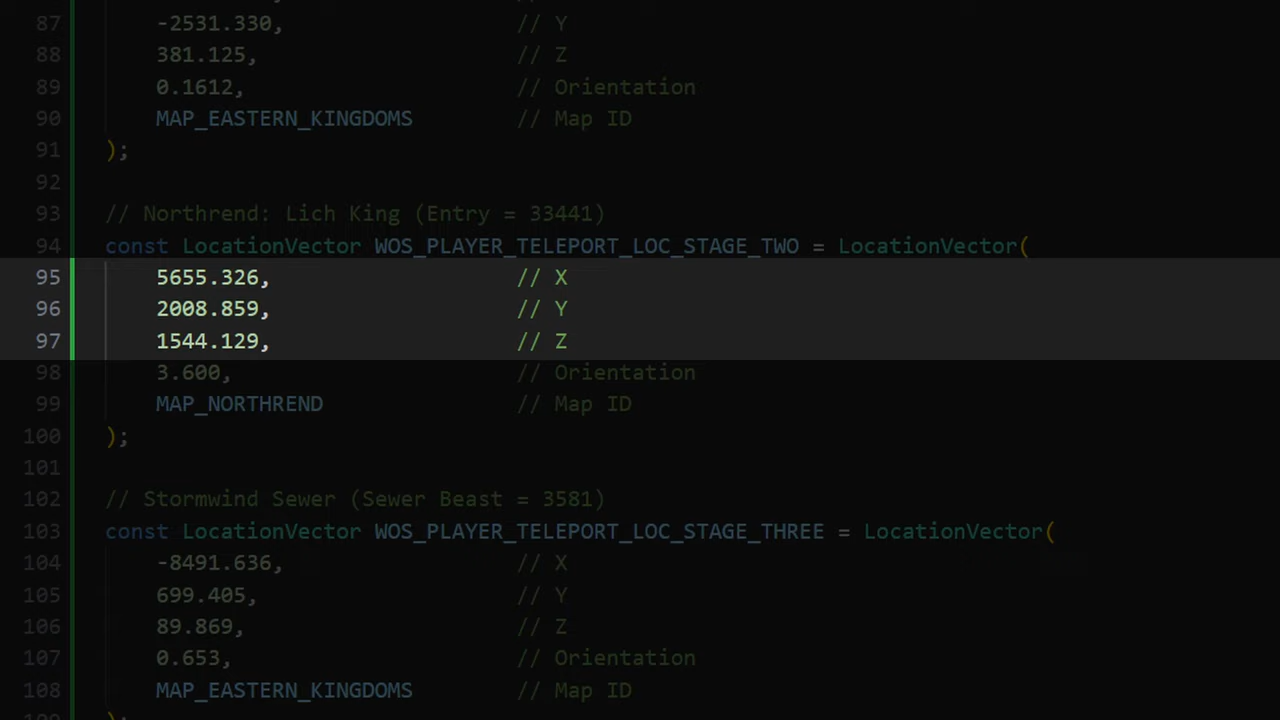 87 -2531.330, // Y
88 381.125, // Z
89 0.1612, // Orientation
90 MAP_EASTERN_KINGDOMS // Map ID
91 );
92
93 // Northrend: Lich King (Entry = 33441)
94 const LocationVector WOS_PLAYER_TELEPORT_LOC_STAGE_TWO = LocationVector(
95 5655.326, // X
96 2008.859, // Y
97 1544.129, // Z
98 3.600, // Orientation
99 MAP_NORTHREND // Map ID
100 );
101
102 // Stormwind Sewer (Sewer Beast = 3581)
103 const LocationVector WOS_PLAYER_TELEPORT_LOC_STAGE_THREE = LocationVector(
104 -8491.636, // X
105 699.405, // Y
106 89.869, // Z
107 0.653, // Orientation
108 MAP_EASTERN_KINGDOMS // Map ID
109 );